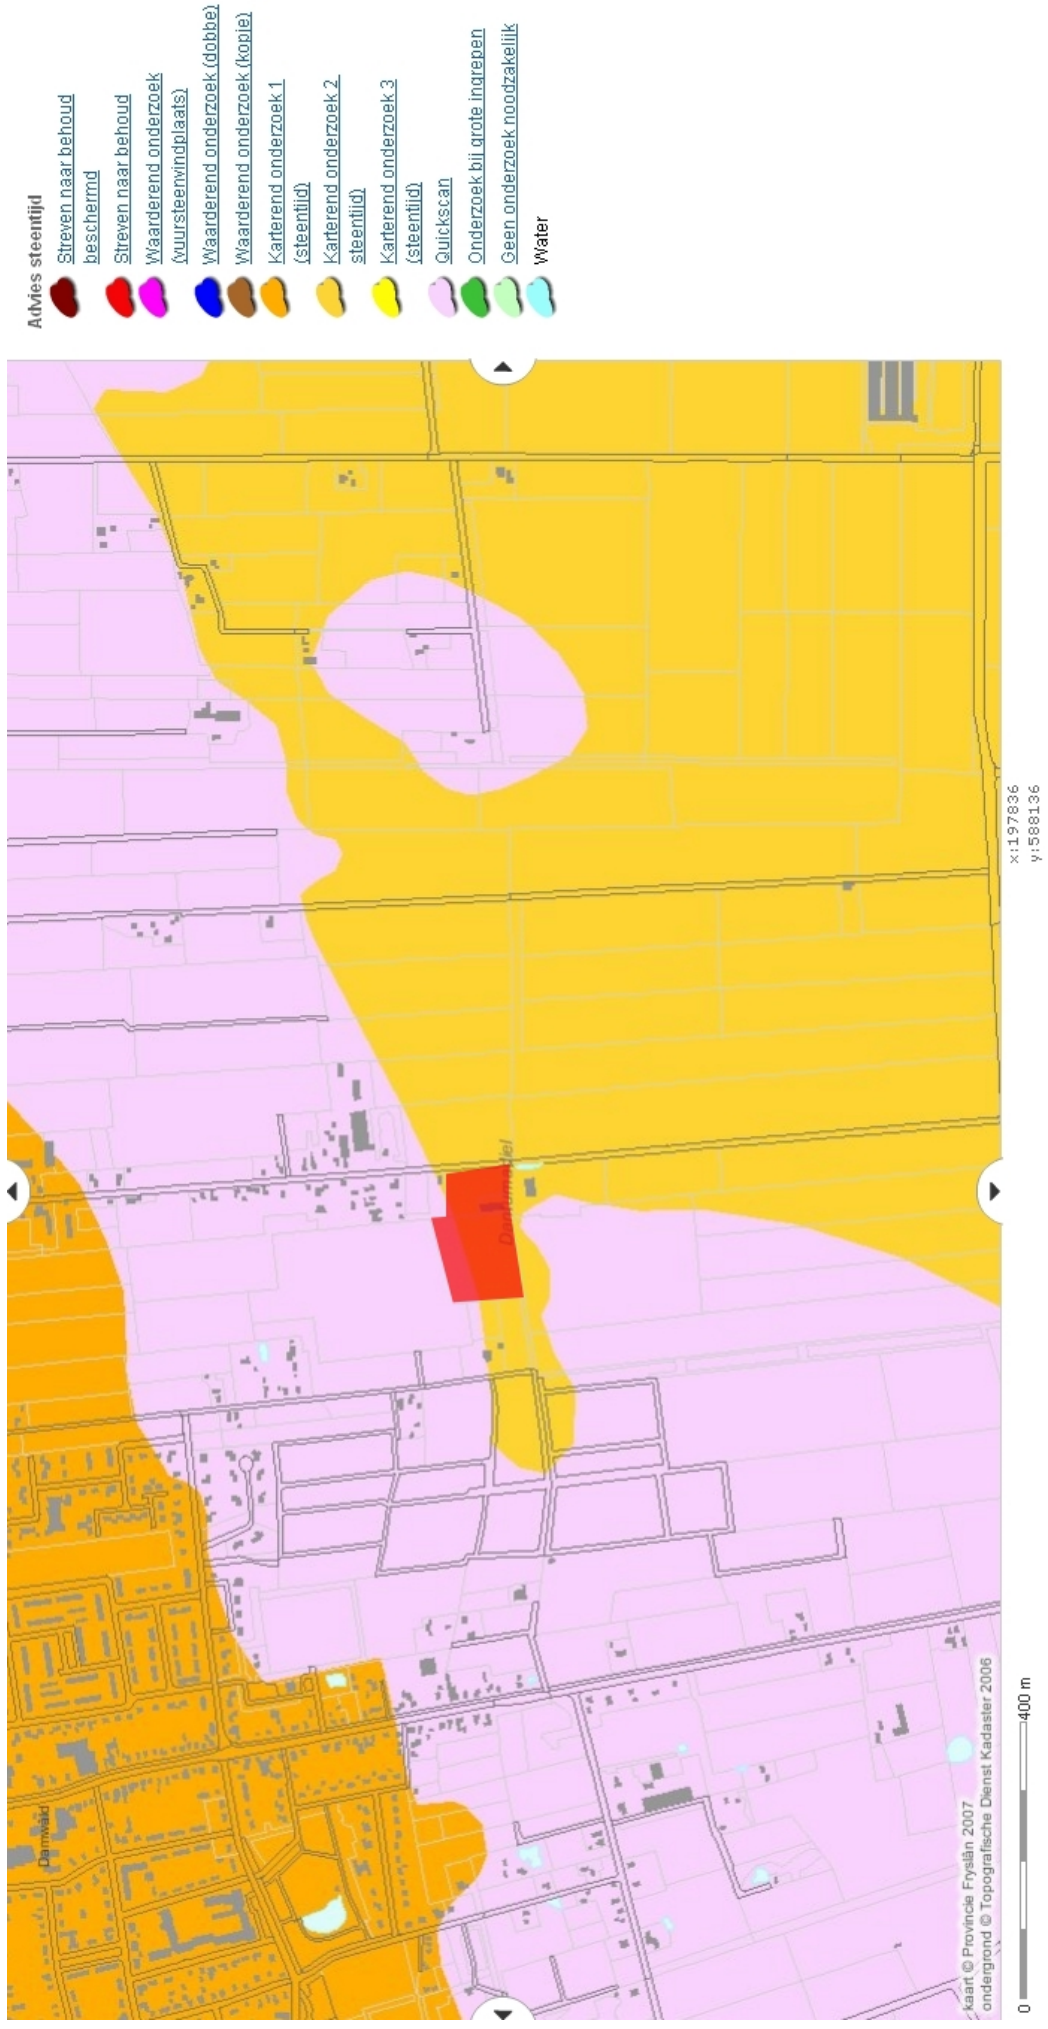 Advies steentijd
Streven naar behoud
beschermd
Streven naar behoud
Waarderend onderzoek
(vuursteenvindplaats)
Waarderend onderzoek (dobbe)
Waarderend onderzoek (kopie)
Karterend onderzoek 1
(steentijd)
Karterend onderzoek 2
steentijd)
Karterend onderzoek 3
(steentijd)
Quickscan
Onderzoek bij grote ingrepen
Geen onderzoek noodzakelijk
Water
Damwâld
kaart © Provincie Fryslân 2007
ondergrond © Topografische Dienst Kadaster 2006
0
400 m
x:197836
y:588136